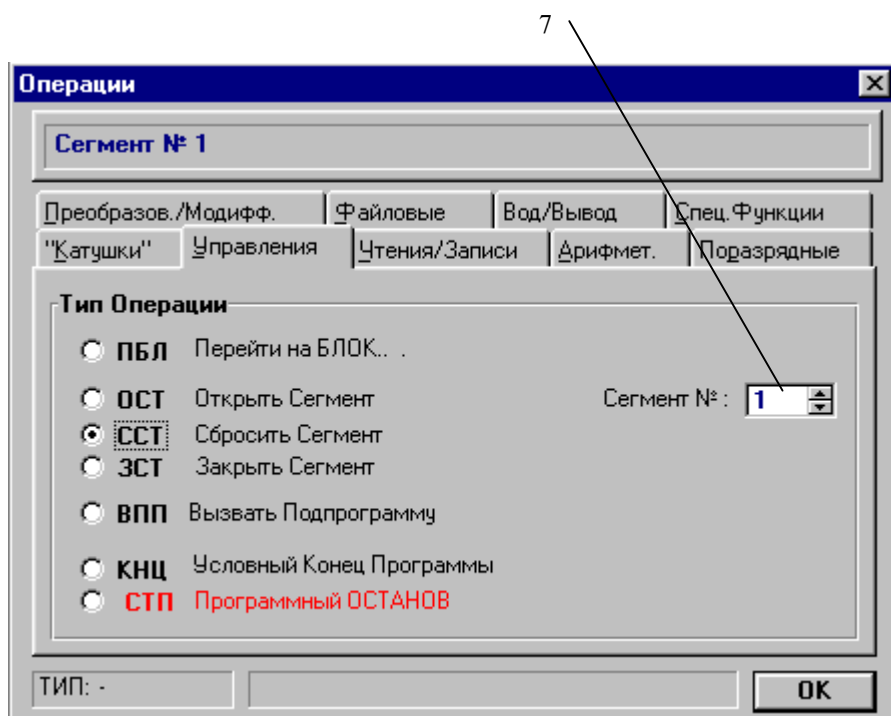 7
Операции
Сегмент № 1
Преобразов./Модифф. Файловые Вод/Вывод Спец.Функции
"Катушки" Управления Чтения/Записи Арифмет. Поразрядные
Тип Операции
ПБЛ Перейти на БЛОК.. .
ОСТ Открыть Сегмент Сегмент № : 1
ССТ Сбросить Сегмент
ЗСТ Закрыть Сегмент
ВПП Вызвать Подпрограмму
КНЦ Условный Конец Программы
СТП Программный ОСТАНОВ
ТИП: - OK